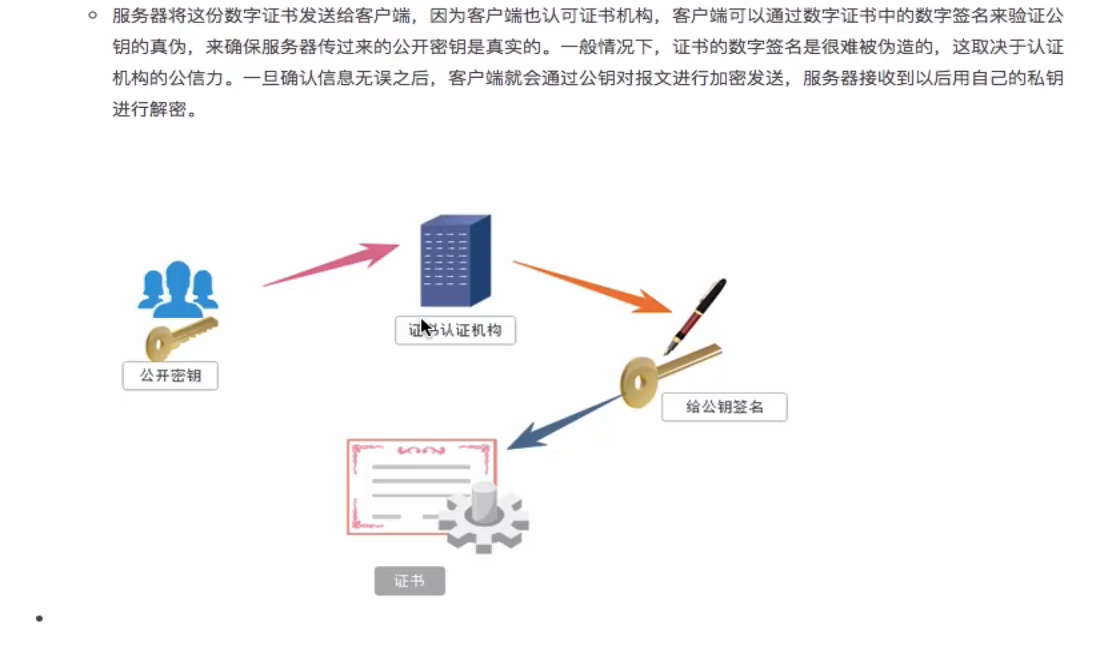 服务器将这份数字证书发送给客户端，因为客户端也认可证书机构，客户端可以通过数字证书中的数字签名来验证公
钥的真伪，来确保服务器传过来的公开密钥是真实的。一般情况下，证书的数字签名是很难被伪造的，这取决于认证
机构的公信力。一旦确认信息无误之后，客户端就会通过公钥对报文进行加密发送，服务器接收到以后用自己的私钥
进行解密。
证书认证机构
公开密钥
给公钥签名
证书